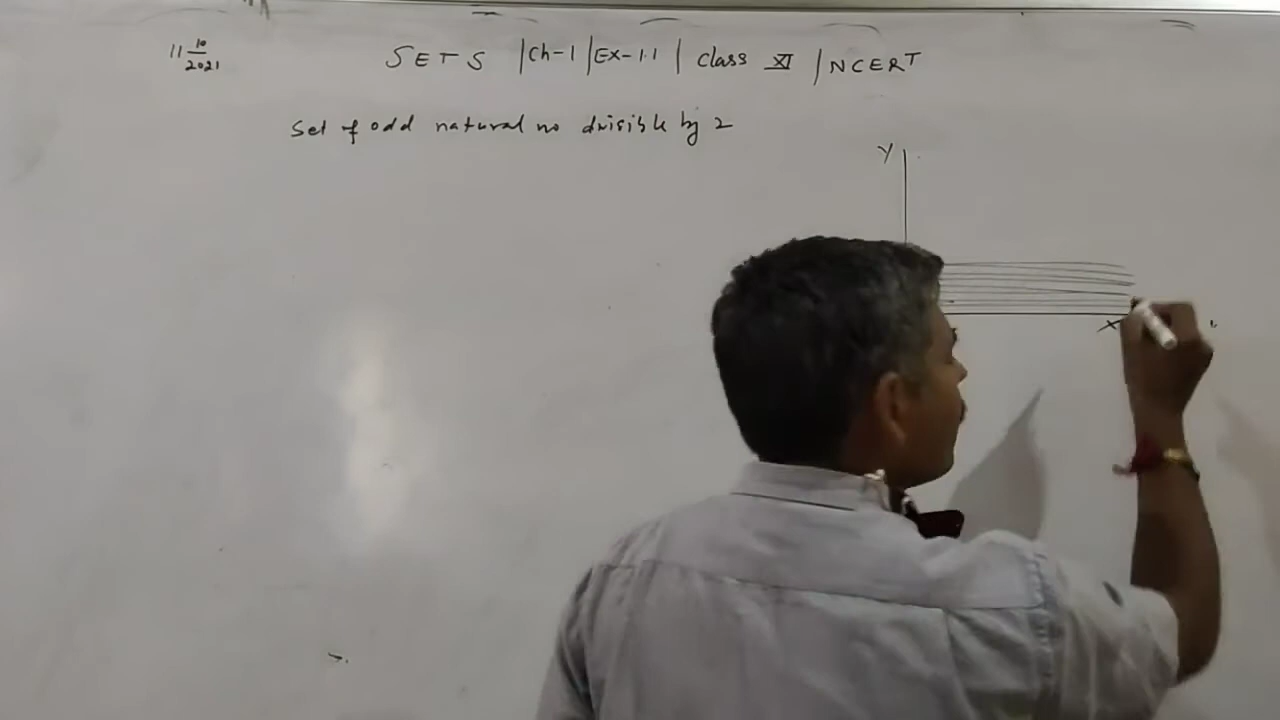 11 10/2021
SETS | Ch-1 | Ex-1.1 | Class XI | NCERT
Set of odd natural no divisible by 2
Y
X